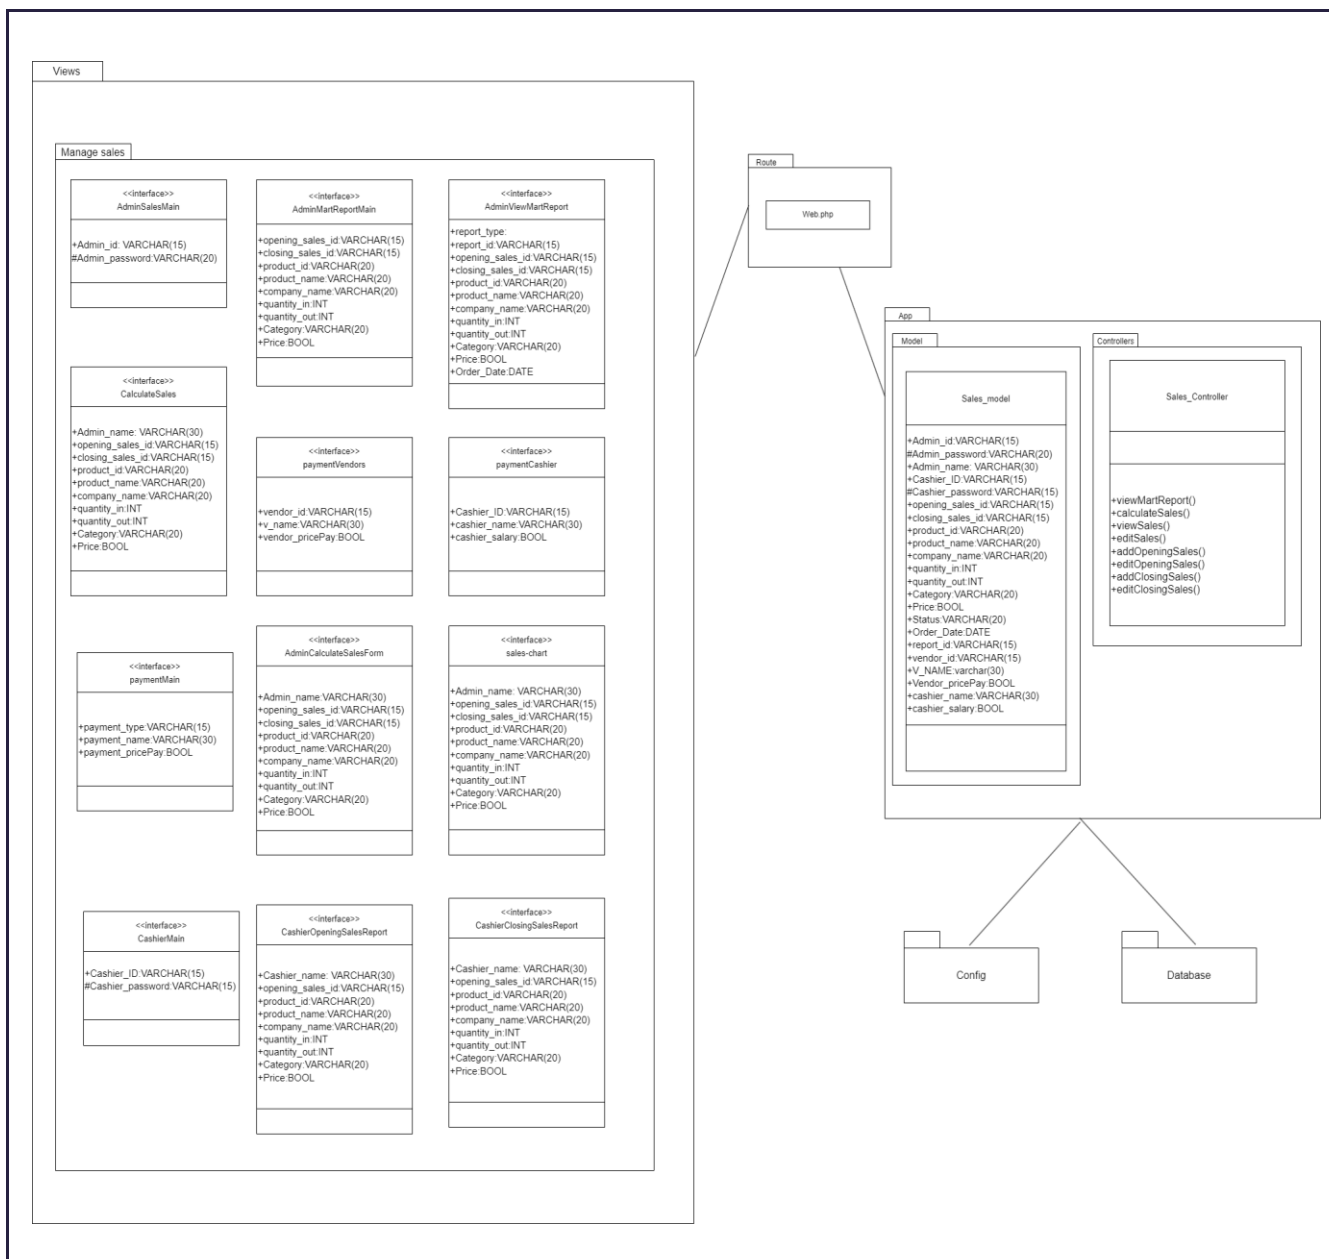 Views
Manage sales
<<interface>>
AdminSalesMain
+Admin_id: VARCHAR(15)
#Admin_password:VARCHAR(20)
<<interface>>
AdminMartReportMain
+opening_sales_id:VARCHAR(15)
+closing_sales_id:VARCHAR(15)
+product_id:VARCHAR(20)
+product_name:VARCHAR(20)
+company_name:VARCHAR(20)
+quantity_in:INT
+quantity_out:INT
+Category:VARCHAR(20)
+Price:BOOL
<<interface>>
AdminViewMartReport
+report_type:
+report_id:VARCHAR(15)
+opening_sales_id:VARCHAR(15)
+closing_sales_id:VARCHAR(15)
+product_id:VARCHAR(20)
+product_name:VARCHAR(20)
+company_name:VARCHAR(20)
+quantity_in:INT
+quantity_out:INT
+Category:VARCHAR(20)
+Price:BOOL
+Order_Date:DATE
<<interface>>
CalculateSales
+Admin_name: VARCHAR(30)
+opening_sales_id:VARCHAR(15)
+closing_sales_id:VARCHAR(15)
+product_id:VARCHAR(20)
+product_name:VARCHAR(20)
+company_name:VARCHAR(20)
+quantity_in:INT
+quantity_out:INT
+Category:VARCHAR(20)
+Price:BOOL
<<interface>>
paymentVendors
+vendor_id:VARCHAR(15)
+v_name:VARCHAR(30)
+vendor_pricePay:BOOL
<<interface>>
paymentCashier
+Cashier_ID:VARCHAR(15)
+cashier_name:VARCHAR(30)
+cashier_salary:BOOL
<<interface>>
paymentMain
+payment_type:VARCHAR(15)
+payment_name:VARCHAR(30)
+payment_pricePay:BOOL
<<interface>>
AdminCalculateSalesForm
+Admin_name:VARCHAR(30)
+opening_sales_id:VARCHAR(15)
+closing_sales_id:VARCHAR(15)
+product_id:VARCHAR(20)
+product_name:VARCHAR(20)
+company_name:VARCHAR(20)
+quantity_in:INT
+quantity_out:INT
+Category:VARCHAR(20)
+Price:BOOL
<<interface>>
sales-chart
+Admin_name: VARCHAR(30)
+opening_sales_id:VARCHAR(15)
+closing_sales_id:VARCHAR(15)
+product_id:VARCHAR(20)
+product_name:VARCHAR(20)
+company_name:VARCHAR(20)
+quantity_in:INT
+quantity_out:INT
+Category:VARCHAR(20)
+Price:BOOL
<<interface>>
CashierMain
+Cashier_ID:VARCHAR(15)
#Cashier_password:VARCHAR(15)
<<interface>>
CashierOpeningSalesReport
+Cashier_name: VARCHAR(30)
+opening_sales_id:VARCHAR(15)
+product_id:VARCHAR(20)
+product_name:VARCHAR(20)
+company_name:VARCHAR(20)
+quantity_in:INT
+quantity_out:INT
+Category:VARCHAR(20)
+Price:BOOL
<<interface>>
CashierClosingSalesReport
+Cashier_name: VARCHAR(30)
+opening_sales_id:VARCHAR(15)
+product_id:VARCHAR(20)
+product_name:VARCHAR(20)
+company_name:VARCHAR(20)
+quantity_in:INT
+quantity_out:INT
+Category:VARCHAR(20)
+Price:BOOL
Route
Web.php
App
Model
Sales_model
+Admin_id:VARCHAR(15)
#Admin_password:VARCHAR(20)
+Admin_name: VARCHAR(30)
+Cashier_ID:VARCHAR(15)
#Cashier_password:VARCHAR(15)
+opening_sales_id:VARCHAR(15)
+closing_sales_id:VARCHAR(15)
+product_id:VARCHAR(20)
+product_name:VARCHAR(20)
+company_name:VARCHAR(20)
+quantity_in:INT
+quantity_out:INT
+Category:VARCHAR(20)
+Price:BOOL
+Status:VARCHAR(20)
+Order_Date:DATE
+report_id:VARCHAR(15)
+vendor_id:VARCHAR(15)
+V_NAME:varchar(30)
+Vendor_pricePay:BOOL
+cashier_name:VARCHAR(30)
+cashier_salary:BOOL
Controllers
Sales_Controller
+viewMartReport()
+calculateSales()
+viewSales()
+editSales()
+addOpeningSales()
+editOpeningSales()
+addClosingSales()
+editClosingSales()
Config
Database